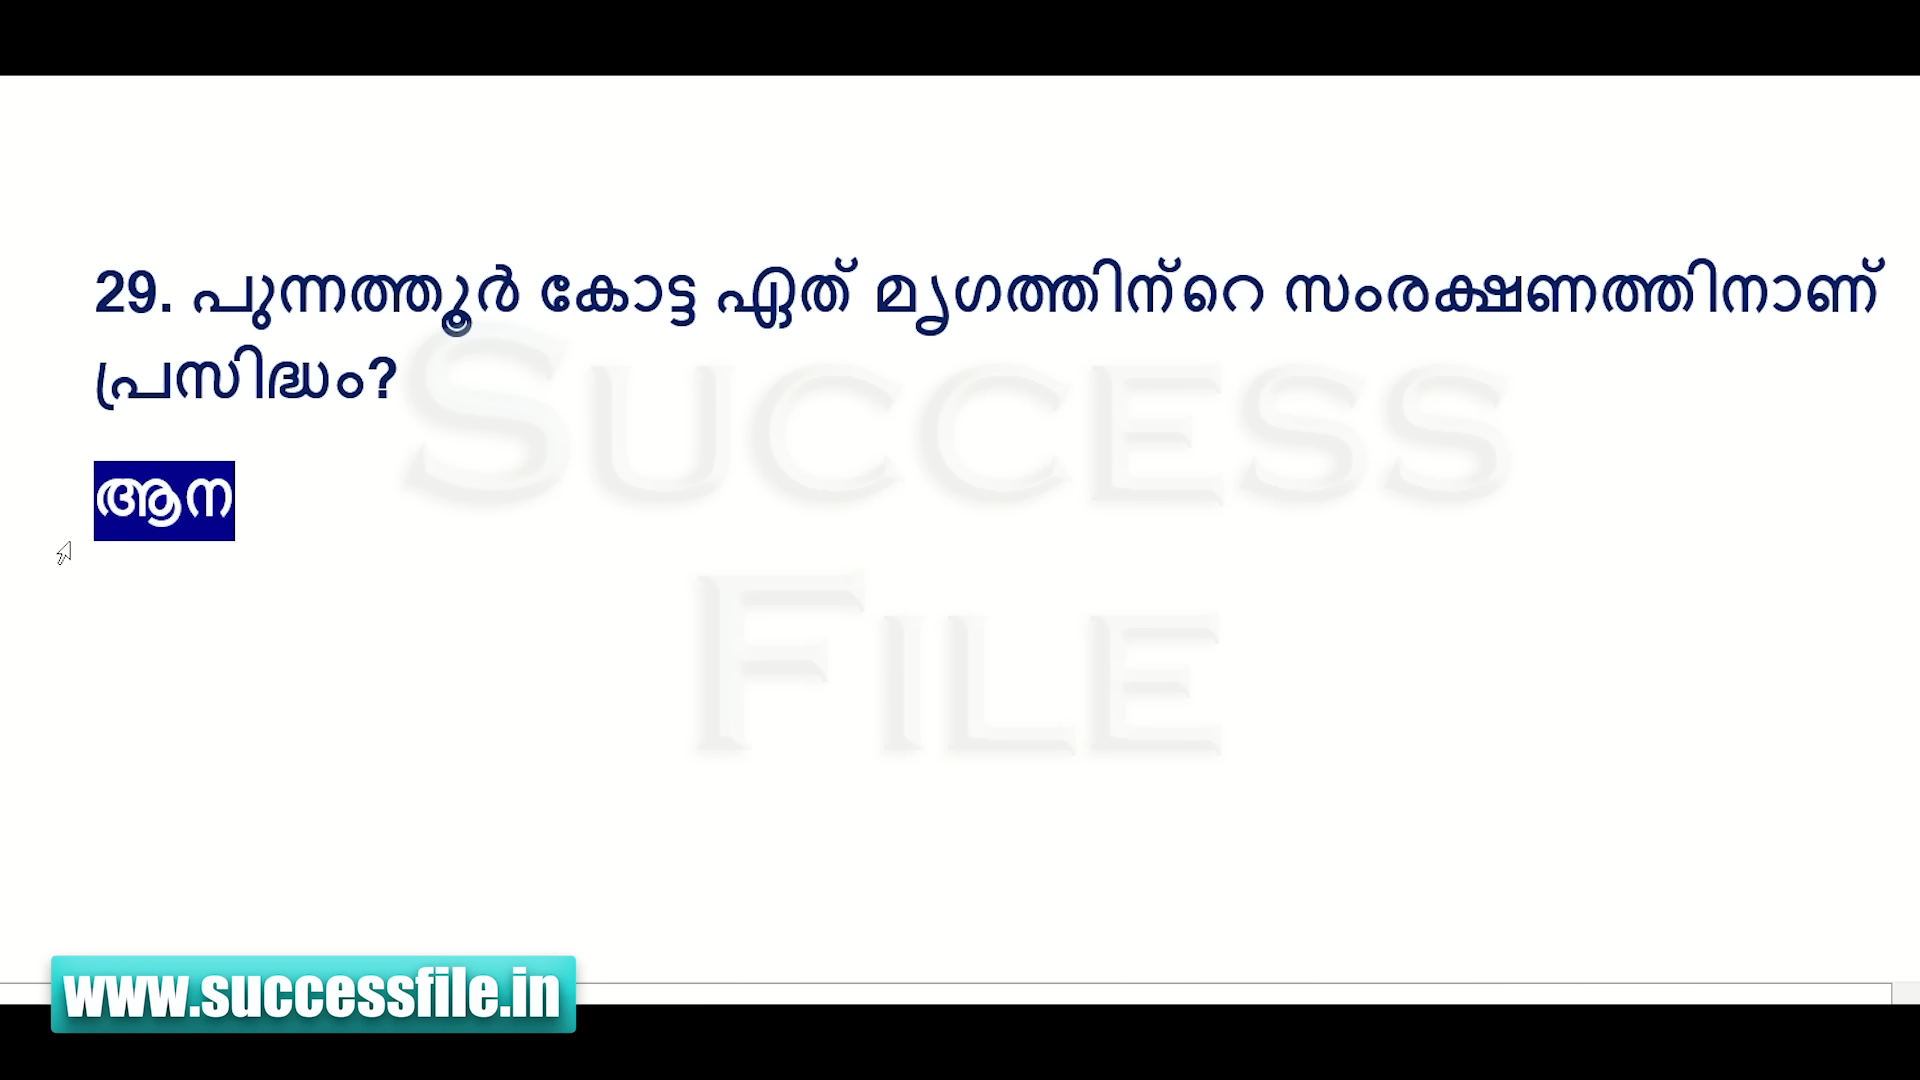 29. പുന്നത്തൂർ കോട്ട ഏത് മൃഗത്തിന്റെ സംരക്ഷണത്തിനാണ്
പ്രസിദ്ധം?
SUCCESS
ആന
FILE
www.successfile.in